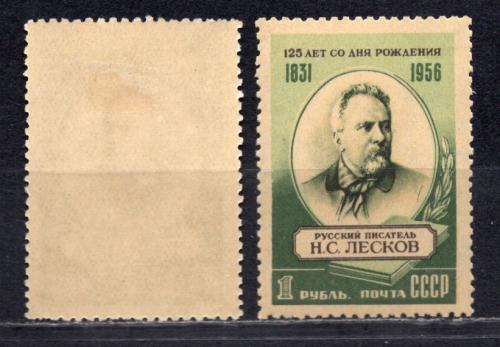 125 ЛЕТ СО ДНЯ РОЖДЕНИЯ
1831 1956
РУССКИЙ ПИСАТЕЛЬ
Н.С. ЛЕСКОВ
1 РУБЛЬ. ПОЧТА СССР